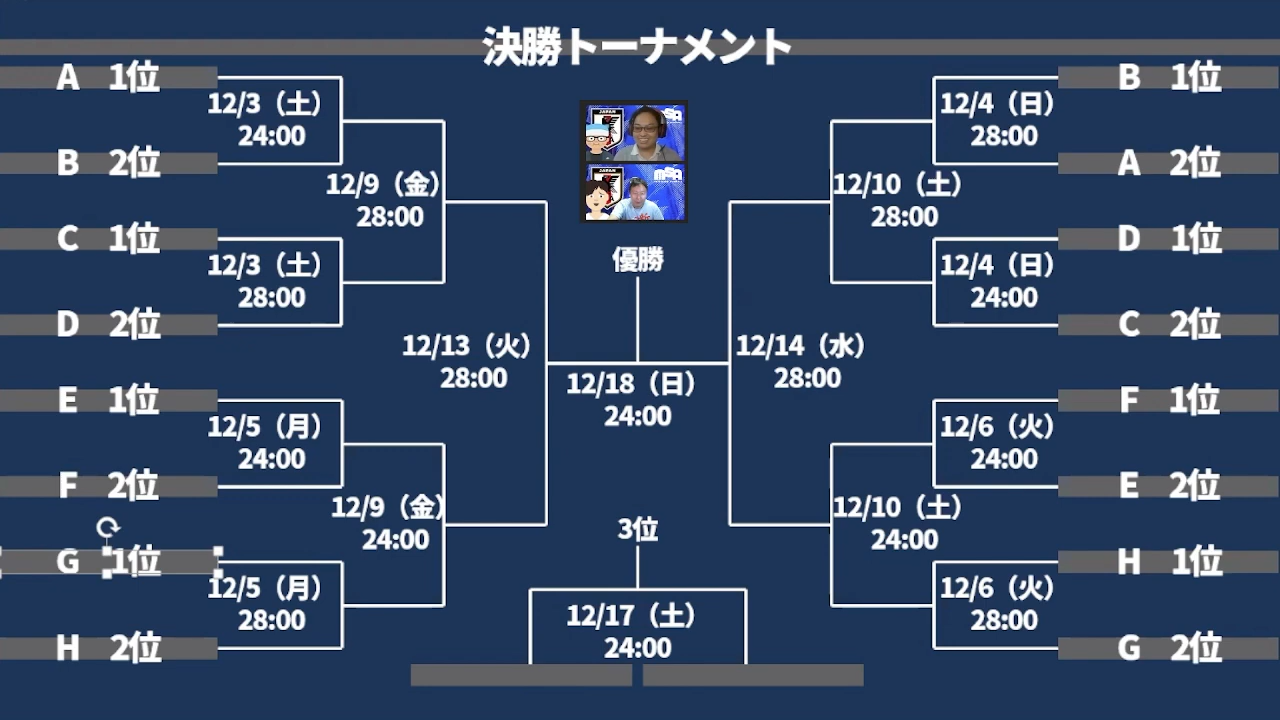 決勝トーナメント
A 1位
12/3（土）
24:00
B 2位
12/9（金）
28:00
C 1位
12/3（土）
28:00
D 2位
12/13（火）
28:00
E 1位
12/5（月）
24:00
F 2位
12/9（金）
24:00
G 1位
12/5（月）
28:00
H 2位
JAPAN
MSA
JAPAN
MSA
優勝
12/18（日）
24:00
3位
12/17（土）
24:00
B 1位
12/4（日）
28:00
A 2位
12/10（土）
28:00
D 1位
12/4（日）
24:00
C 2位
12/14（水）
28:00
F 1位
12/6（火）
24:00
E 2位
12/10（土）
24:00
H 1位
12/6（火）
28:00
G 2位